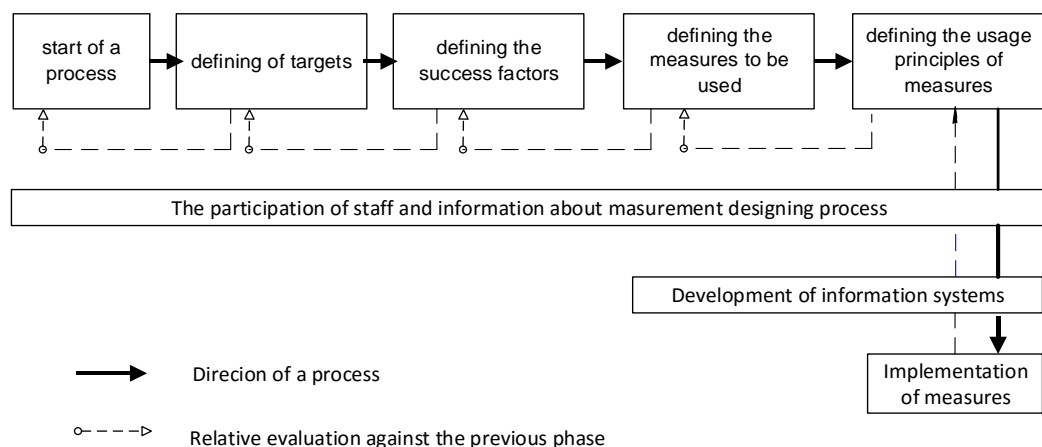 start of a
process
defining of targets
defining the
success factors
defining the
measures to be
used
defining the usage
principles of
measures
The participation of staff and information about masurement designing process
Development of information systems
Implementation
of measures
Direcion of a process
Relative evaluation against the previous phase